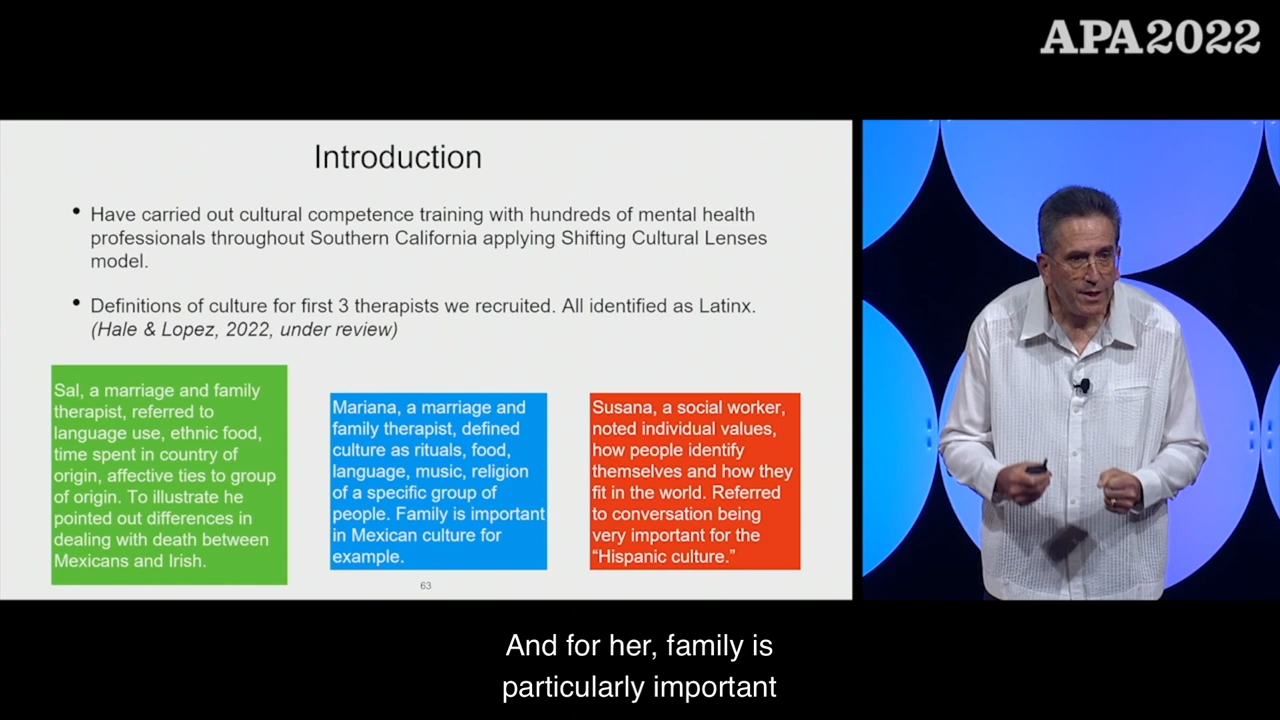 APA2022
Introduction
• Have carried out cultural competence training with hundreds of mental health
professionals throughout Southern California applying Shifting Cultural Lenses
model.
• Definitions of culture for first 3 therapists we recruited. All identified as Latinx.
(Hale & Lopez, 2022, under review)
Sal, a marriage and family
therapist, referred to
language use, ethnic food,
time spent in country of
origin, affective ties to group
of origin. To illustrate he
pointed out differences in
dealing with death between
Mexicans and Irish.
Mariana, a marriage and
family therapist, defined
culture as rituals, food,
language, music, religion
of a specific group of
people. Family is important
in Mexican culture for
example.
Susana, a social worker,
noted individual values,
how people identify
themselves and how they
fit in the world. Referred
to conversation being
very important for the
“Hispanic culture.”
63
And for her, family is
particularly important